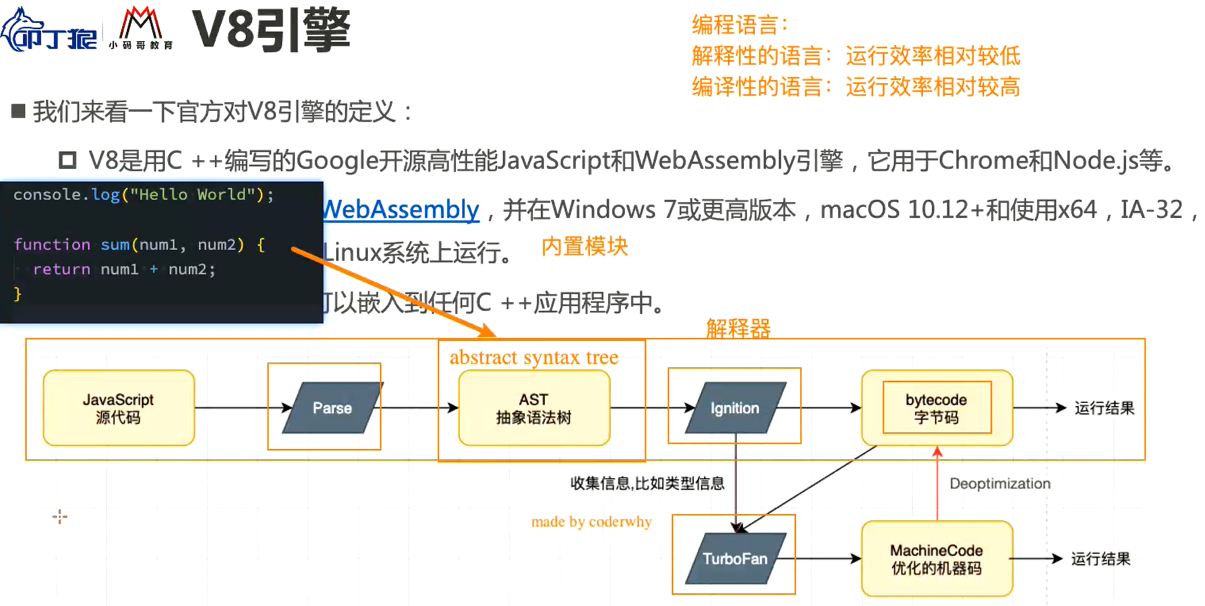 叩丁狼
小码哥教育
V8引擎
编程语言:
解释性的语言：运行效率相对较低
编译性的语言：运行效率相对较高
■ 我们来看一下官方对V8引擎的定义：
V8是用C ++编写的Google开源高性能JavaScript和WebAssembly引擎，它用于Chrome和Node.js等。
console.log("Hello World");
WebAssembly，并在Windows 7或更高版本，macOS 10.12+和使用x64，IA-32，
function sum(num1, num2) {
Linux系统上运行。
内置模块
return num1 + num2;
}
可以嵌入到任何C ++应用程序中。
解释器
abstract syntax tree
JavaScript
源代码
Parse
AST
抽象语法树
Ignition
bytecode
字节码
运行结果
收集信息,比如类型信息
Deoptimization
made by coderwhy
TurboFan
MachineCode
优化的机器码
运行结果